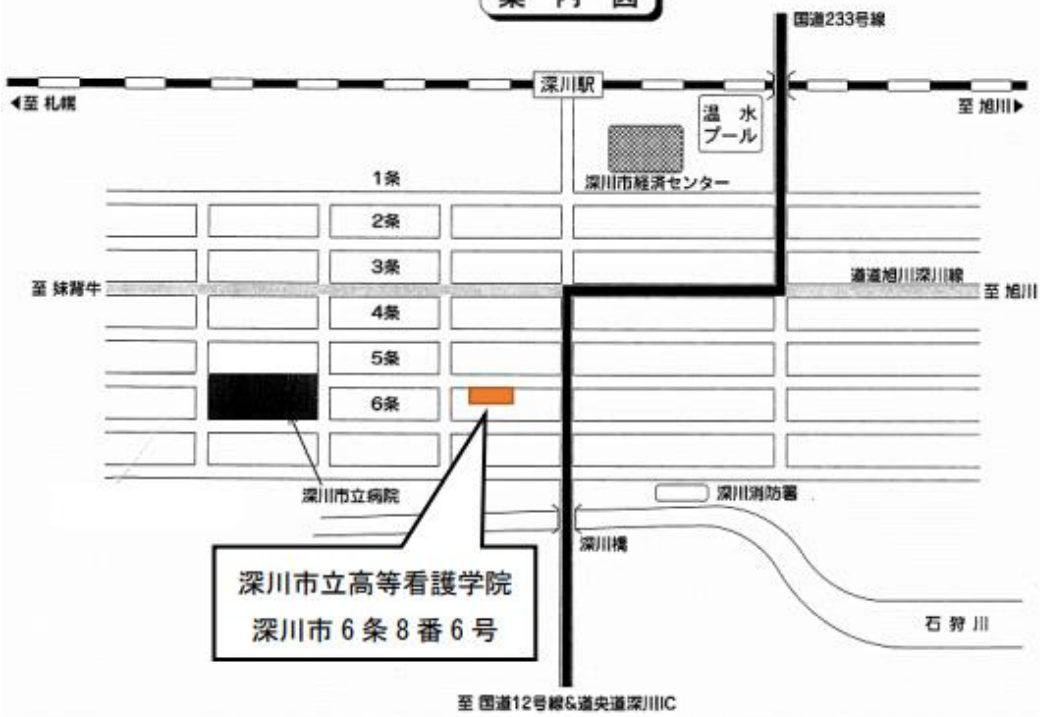 案内図
国道233号線
深川駅
◀至 札幌
至 旭川▶
温水
プール
深川市経済センター
1条
2条
3条
道道旭川深川線
至 妹背牛
至 旭川
4条
5条
6条
深川市立病院
深川消防署
深川橋
深川市立高等看護学院
深川市6条8番6号
石狩川
至 国道12号線&道央道深川IC